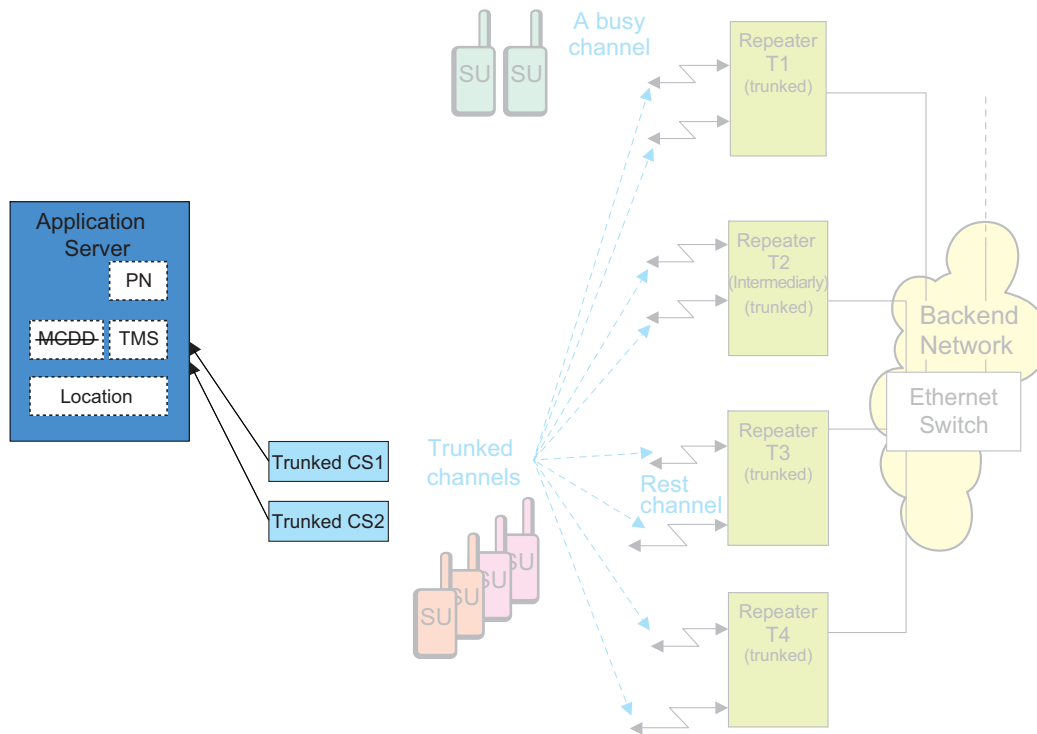 A busy
channel
SU
SU
Repeater
T1
(trunked)
Application
Server
PN
MCDD
TMS
Location
Repeater
T2
(Intermediarly)
(trunked)
Backend
Network
Ethernet
Switch
Trunked CS1
Trunked CS2
Trunked
channels
Rest
channel
Repeater
T3
(trunked)
SU
SU
SU
SU
Repeater
T4
(trunked)